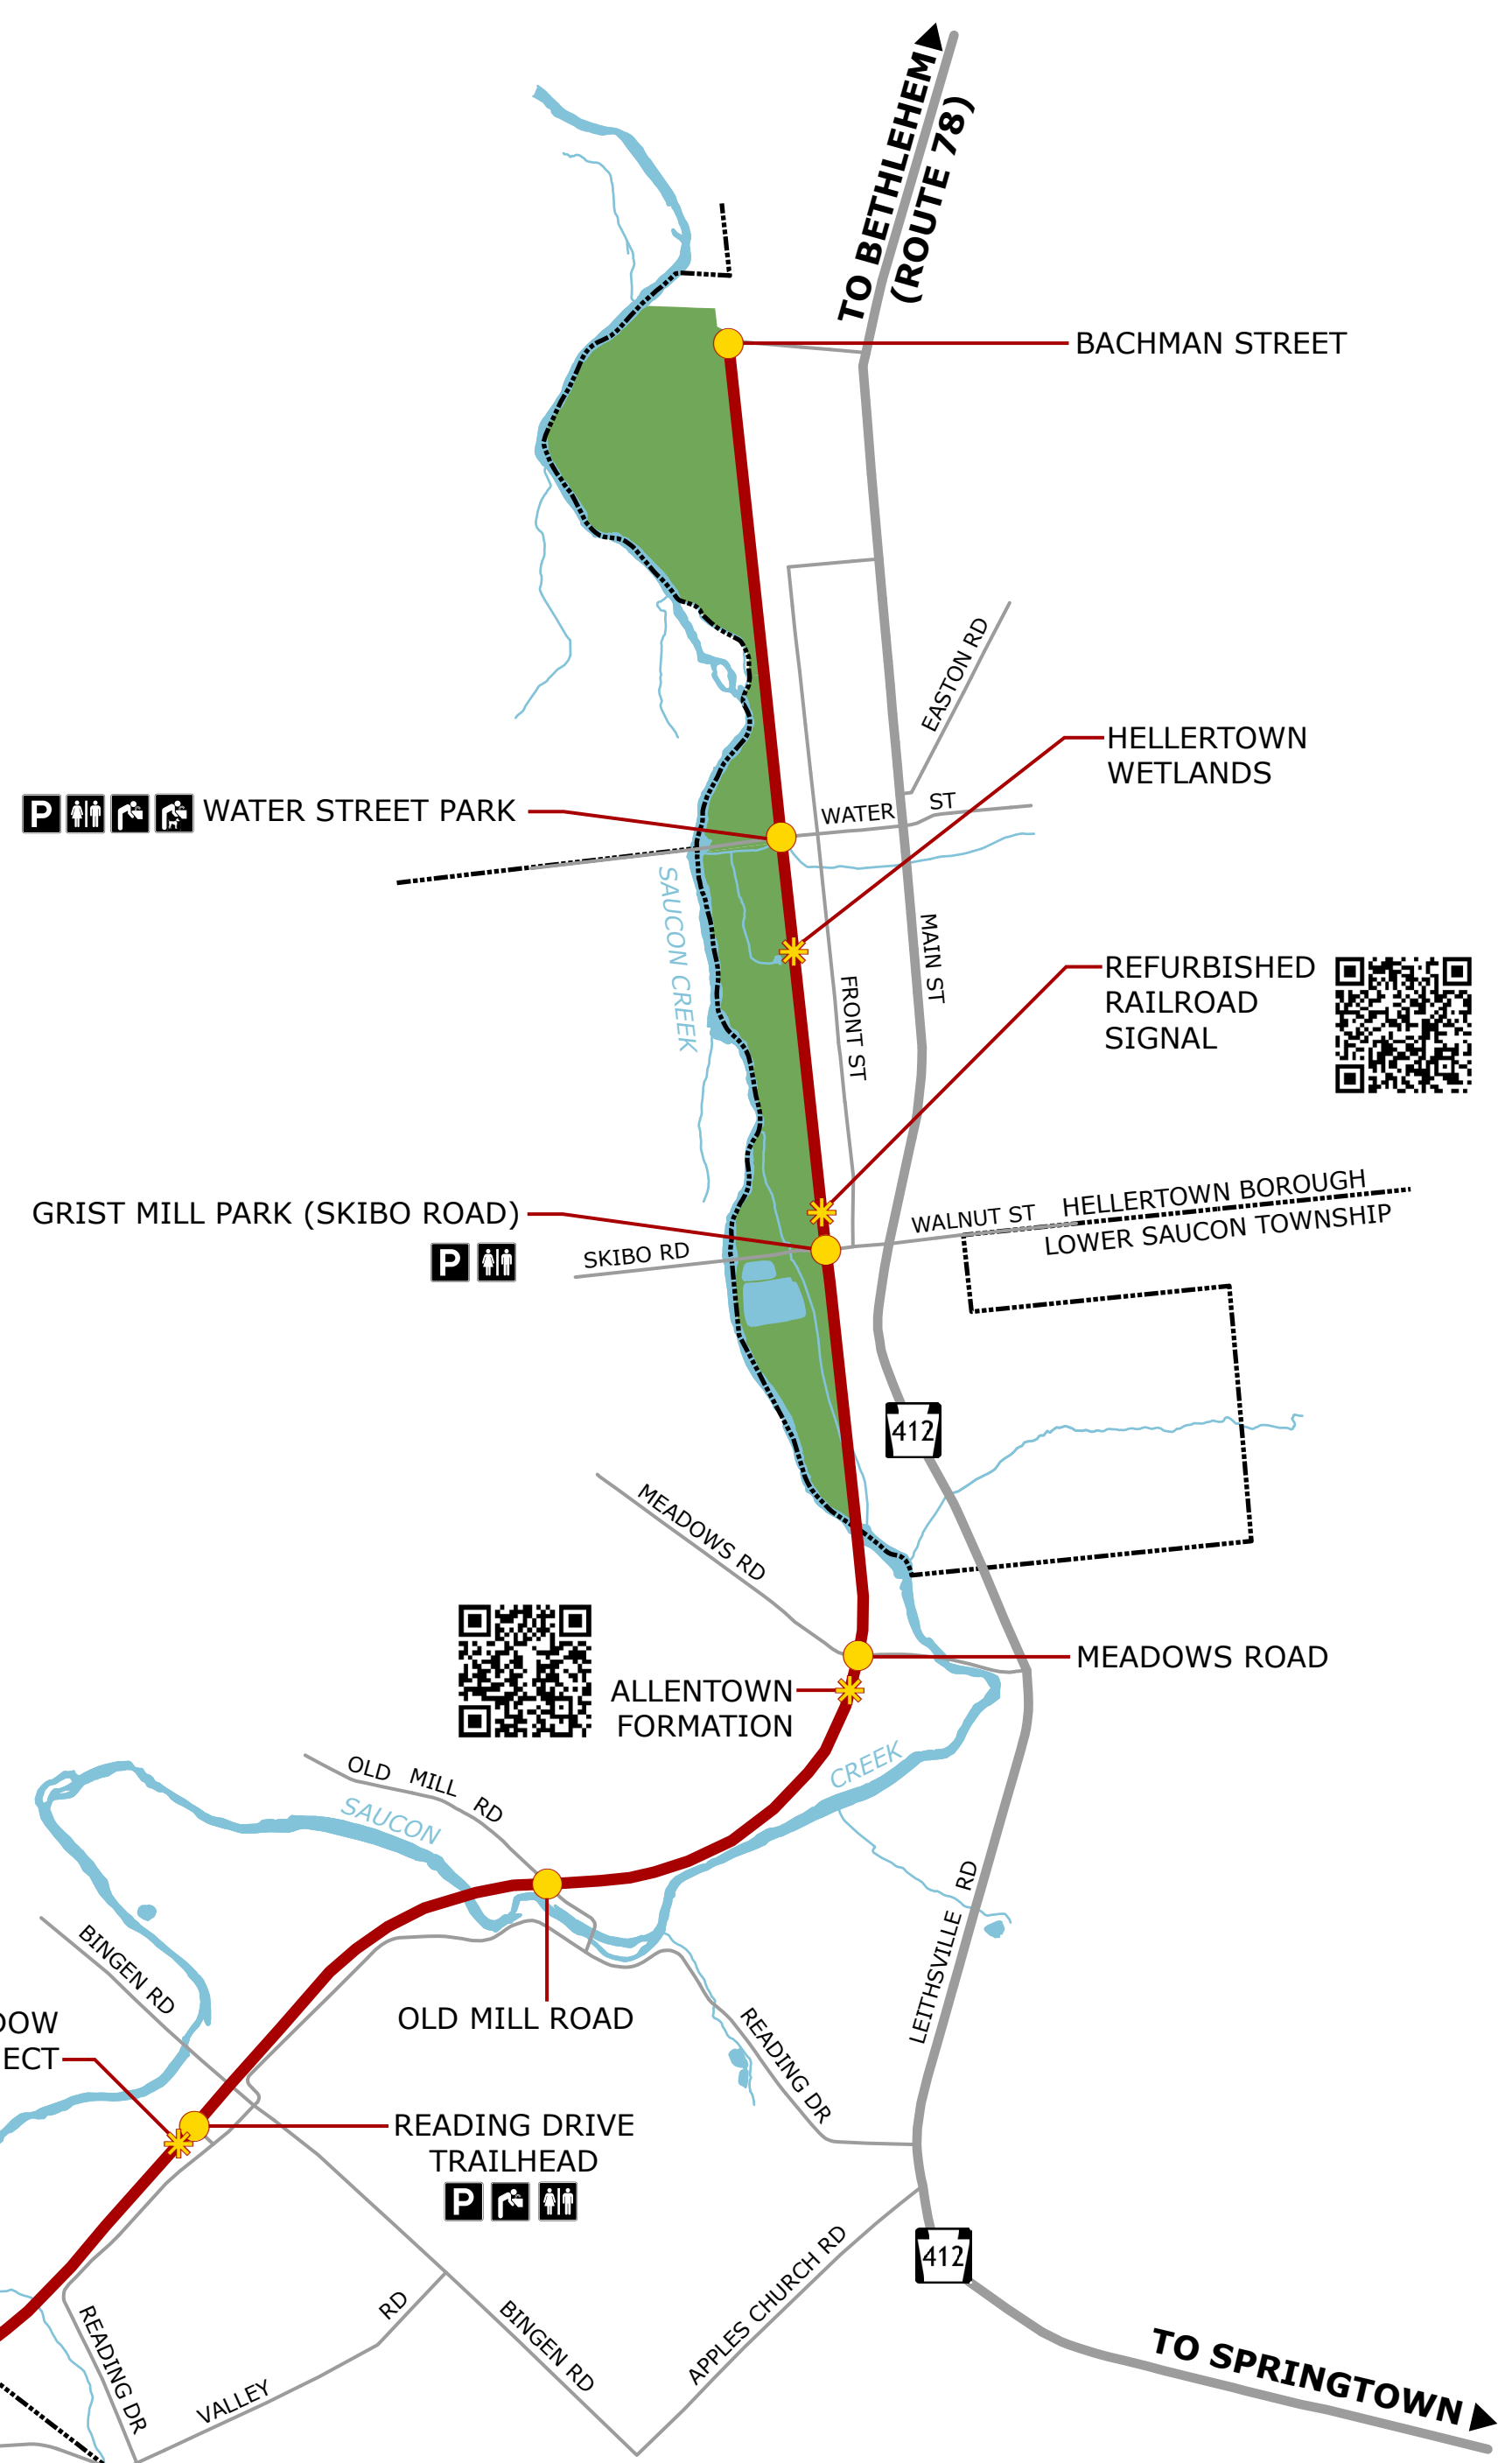 TO BETHLEHEM
(ROUTE 78)
BACHMAN STREET
EASTON RD
HELLERTOWN
WETLANDS
P
WATER STREET PARK
WATER ST
SAUCON CREEK
MAIN ST
FRONT ST
REFURBISHED
RAILROAD
SIGNAL
GRIST MILL PARK (SKIBO ROAD)
P
SKIBO RD
WALNUT ST
HELLERTOWN BOROUGH
LOWER SAUCON TOWNSHIP
412
MEADOWS RD
MEADOWS ROAD
ALLENTOWN
FORMATION
OLD MILL RD
SAUCON
CREEK
LEITHSVILLE RD
BINGEN RD
OLD MILL ROAD
READING DR
DOW
ECT
READING DRIVE
TRAILHEAD
P
412
APPLES CHURCH RD
BINGEN RD
READING DR
VALLEY RD
TO SPRINGTOWN